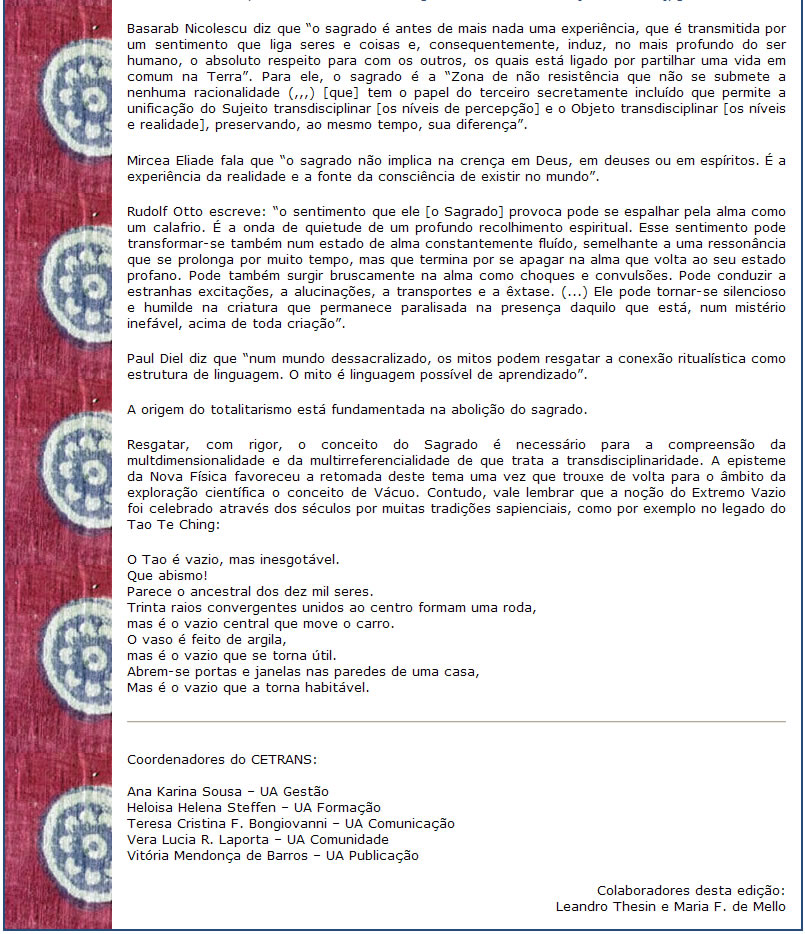 Basarab Nicolescu diz que “o sagrado é antes de mais nada uma experiência, que é transmitida por
um sentimento que liga seres e coisas e, consequentemente, induz, no mais profundo do ser
humano, o absoluto respeito para com os outros, os quais está ligado por partilhar uma vida em
comum na Terra”. Para ele, o sagrado é a “Zona de não resistência que não se submete a
nenhuma racionalidade (,,,) [que] tem o papel do terceiro secretamente incluído que permite a
unificação do Sujeito transdisciplinar [os níveis de percepção] e o Objeto transdisciplinar [os níveis
e realidade], preservando, ao mesmo tempo, sua diferença”.
Mircea Eliade fala que “o sagrado não implica na crença em Deus, em deuses ou em espíritos. É a
experiência da realidade e a fonte da consciência de existir no mundo”.
Rudolf Otto escreve: “o sentimento que ele [o Sagrado] provoca pode se espalhar pela alma como
um calafrio. É a onda de quietude de um profundo recolhimento espiritual. Esse sentimento pode
transformar-se também num estado de alma constantemente fluído, semelhante a uma ressonância
que se prolonga por muito tempo, mas que termina por se apagar na alma que volta ao seu estado
profano. Pode também surgir bruscamente na alma como choques e convulsões. Pode conduzir a
estranhas excitações, a alucinações, a transportes e a êxtase. (...) Ele pode tornar-se silencioso
e humilde na criatura que permanece paralisada na presença daquilo que está, num mistério
inefável, acima de toda criação”.
Paul Diel diz que “num mundo dessacralizado, os mitos podem resgatar a conexão ritualística como
estrutura de linguagem. O mito é linguagem possível de aprendizado”.
A origem do totalitarismo está fundamentada na abolição do sagrado.
Resgatar, com rigor, o conceito do Sagrado é necessário para a compreensão da
multdimensionalidade e da multirreferencialidade de que trata a transdisciplinaridade. A episteme
da Nova Física favoreceu a retomada deste tema uma vez que trouxe de volta para o âmbito da
exploração científica o conceito de Vácuo. Contudo, vale lembrar que a noção do Extremo Vazio
foi celebrado através dos séculos por muitas tradições sapienciais, como por exemplo no legado do
Tao Te Ching:
O Tao é vazio, mas inesgotável.
Que abismo!
Parece o ancestral dos dez mil seres.
Trinta raios convergentes unidos ao centro formam uma roda,
mas é o vazio central que move o carro.
O vaso é feito de argila,
mas é o vazio que se torna útil.
Abrem-se portas e janelas nas paredes de uma casa,
Mas é o vazio que a torna habitável.
Coordenadores do CETRANS:
Ana Karina Sousa – UA Gestão
Heloisa Helena Steffen – UA Formação
Teresa Cristina F. Bongiovanni – UA Comunicação
Vera Lucia R. Laporta – UA Comunidade
Vitória Mendonça de Barros – UA Publicação
Colaboradores desta edição:
Leandro Thesin e Maria F. de Mello